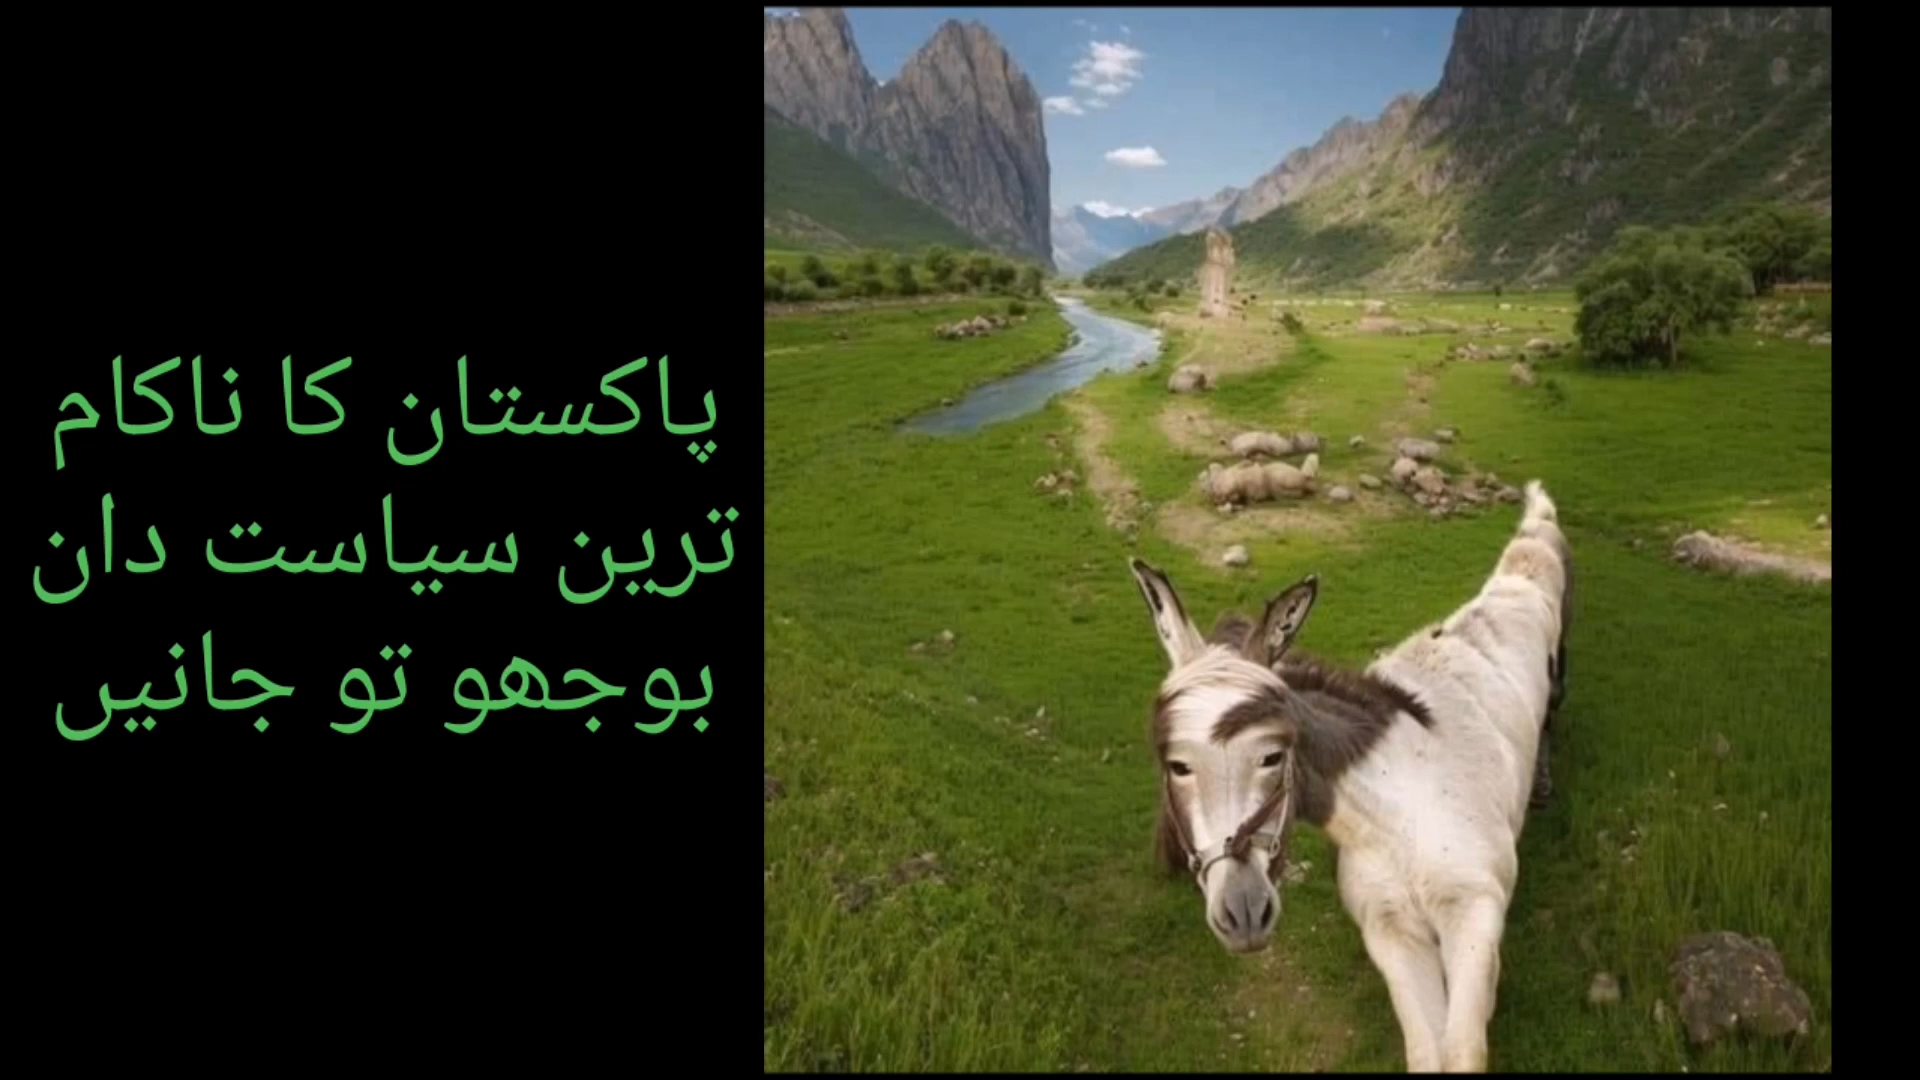 پاکستان کا ناکام
ترین سیاست دان
بوجھو تو جانیں